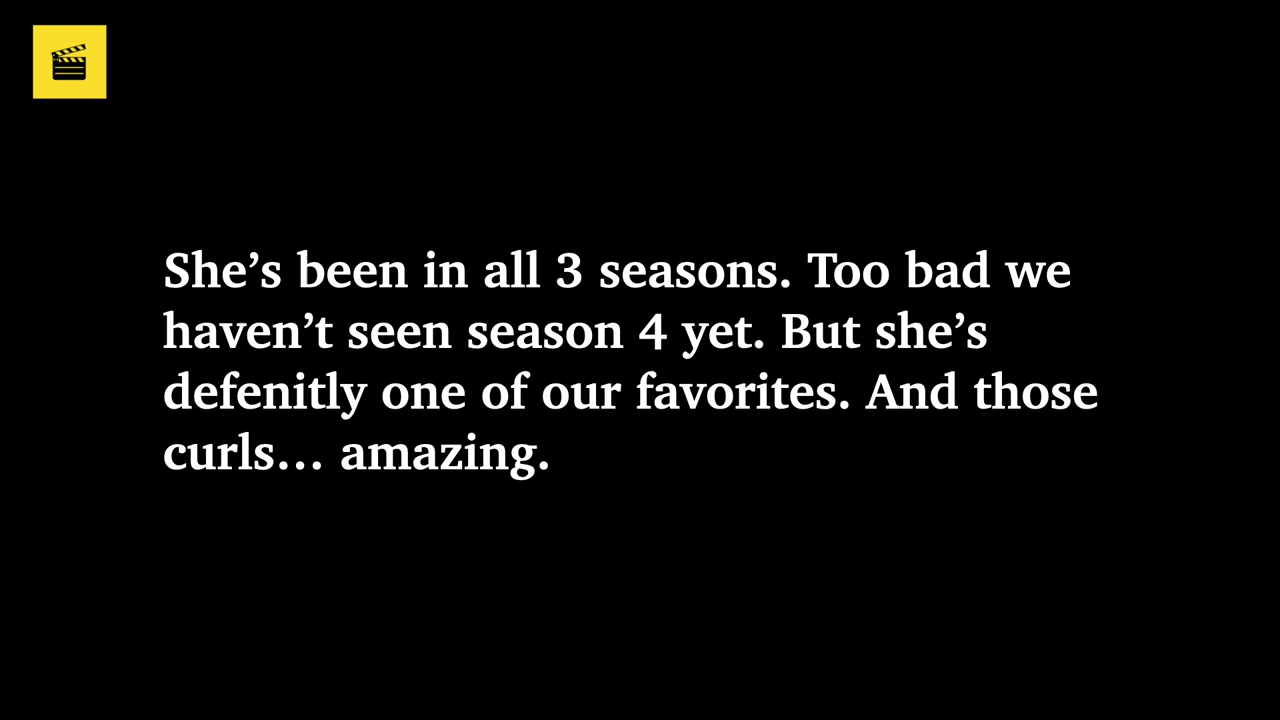 She’s been in all 3 seasons. Too bad we
haven’t seen season 4 yet. But she’s
defenitly one of our favorites. And those
curls… amazing.